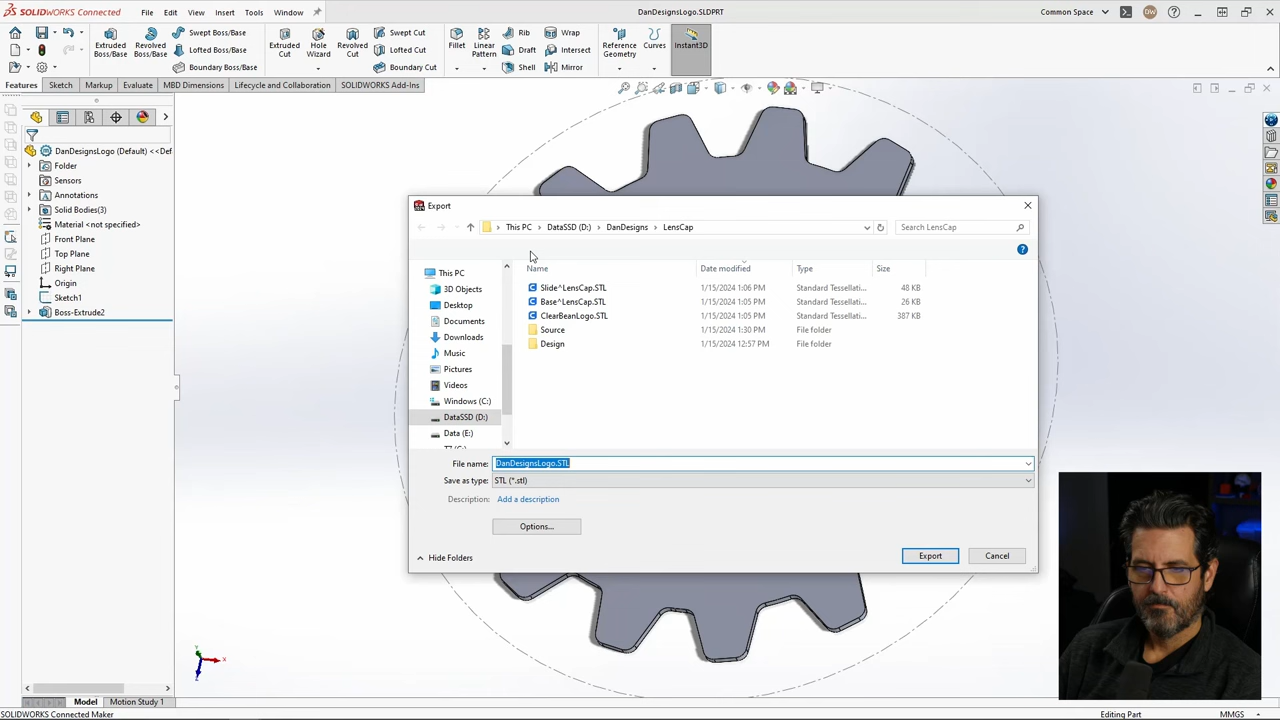 SOLIDWORKS Connected
File Edit View Insert Tools Window
DanDesignsLogo.SLDPRT
Common Space
DW
Extruded Boss/Base
Revolved Boss/Base
Swept Boss/Base
Lofted Boss/Base
Boundary Boss/Base
Extruded Cut
Hole Wizard
Revolved Cut
Swept Cut
Lofted Cut
Boundary Cut
Fillet
Linear Pattern
Rib
Draft
Shell
Wrap
Intersect
Mirror
Reference Geometry
Curves
Instant3D
Features Sketch Markup Evaluate MBD Dimensions Lifecycle and Collaboration SOLIDWORKS Add-Ins
DanDesignsLogo (Default) <<Def
Folder
Sensors
Annotations
Solid Bodies(3)
Material <not specified>
Front Plane
Top Plane
Right Plane
Origin
Sketch1
Boss-Extrude2
Export
This PC > DataSSD (D:) > DanDesigns > LensCap
Search LensCap
This PC
3D Objects
Desktop
Documents
Downloads
Music
Pictures
Videos
Windows (C:)
DataSSD (D:)
Data (E:)
Name Date modified Type Size
Slide^LensCap.STL 1/15/2024 1:06 PM Standard Tessellati... 48 KB
Base^LensCap.STL 1/15/2024 1:05 PM Standard Tessellati... 26 KB
ClearBeanLogo.STL 1/15/2024 1:05 PM Standard Tessellati... 387 KB
Source 1/15/2024 1:30 PM File folder
Design 1/15/2024 12:57 PM File folder
File name: DanDesignsLogo.STL
Save as type: STL (*.stl)
Description: Add a description
Options...
Hide Folders
Export
Cancel
Y
X
Z
Model Motion Study 1
SOLIDWORKS Connected Maker
Editing Part
MMGS